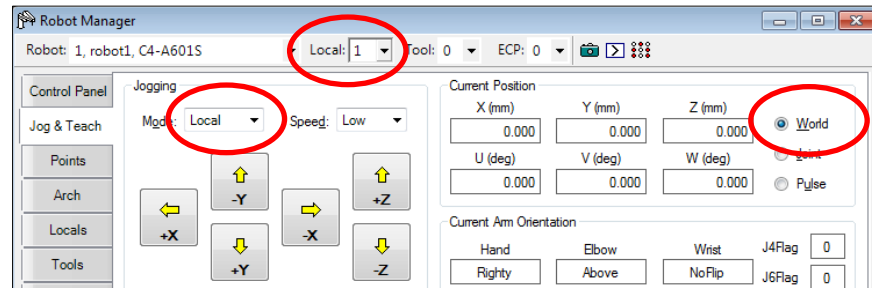 Robot Manager
Robot: 1, robot1, C4-A601S Local: 1 Tool: 0 ECP: 0
Control Panel
Jog & Teach
Points
Arch
Locals
Tools
Jogging
Mode: Local Speed: Low
+X
-Y
+Y
-X
+Z
-Z
Current Position
X (mm) Y (mm) Z (mm)
0.000 0.000 0.000
U (deg) V (deg) W (deg)
0.000 0.000 0.000
World
Joint
Pulse
Current Arm Orientation
Hand Elbow Wrist
Righty Above NoFlip
J4Flag 0
J6Flag 0